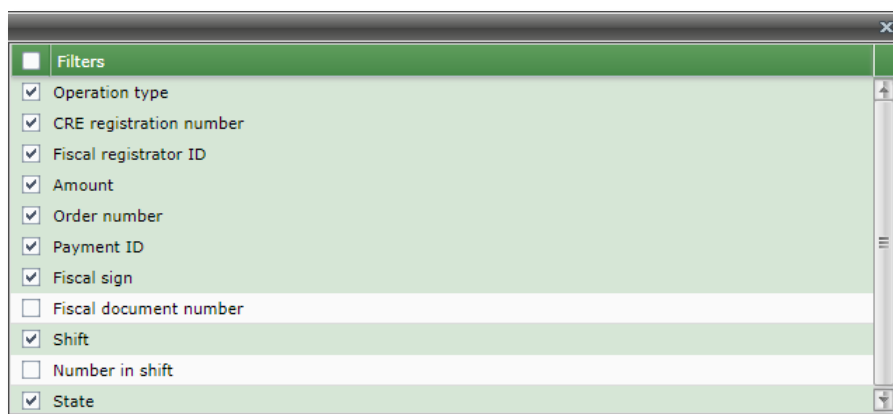 Filters
Operation type
CRE registration number
Fiscal registrator ID
Amount
Order number
Payment ID
Fiscal sign
Fiscal document number
Shift
Number in shift
State